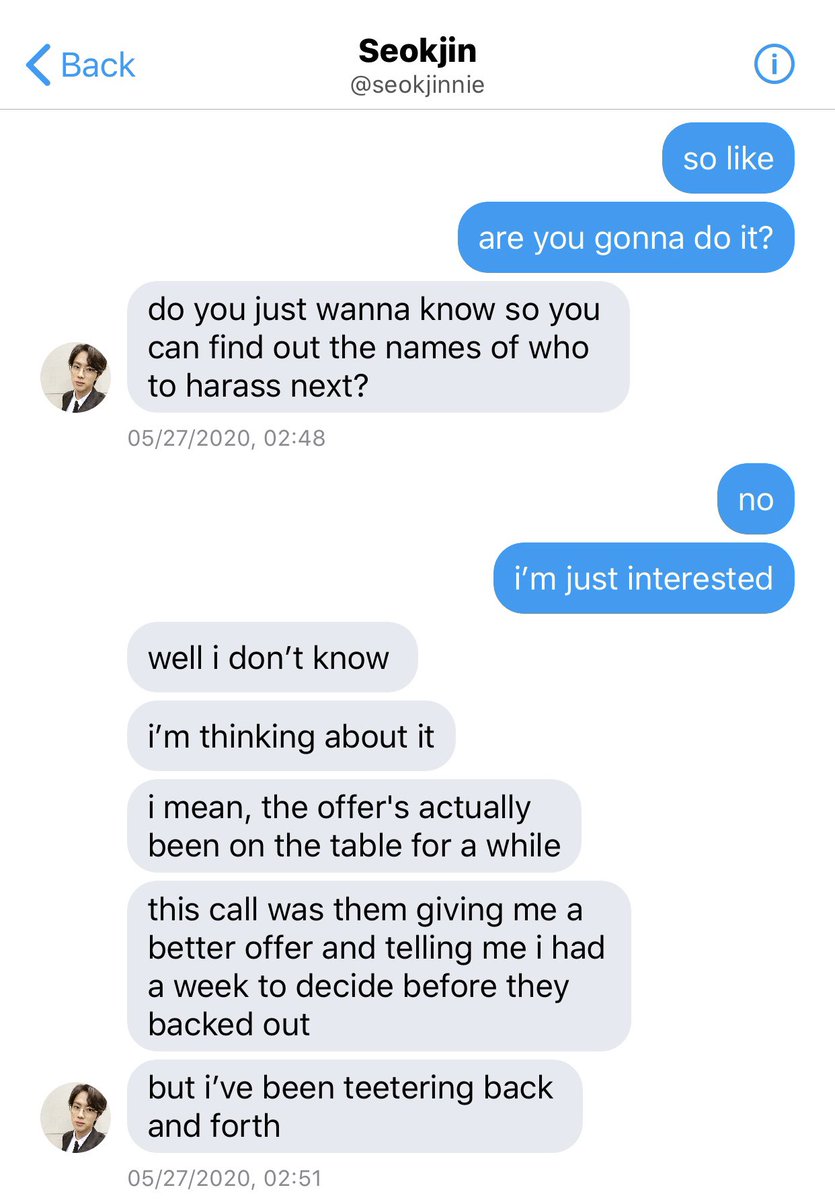 Back
Seokjin
@seokjinnie
so like
are you gonna do it?
do you just wanna know so you
can find out the names of who
to harass next?
05/27/2020, 02:48
no
i’m just interested
well i don’t know
i’m thinking about it
i mean, the offer's actually
been on the table for a while
this call was them giving me a
better offer and telling me i had
a week to decide before they
backed out
but i’ve been teetering back
and forth
05/27/2020, 02:51